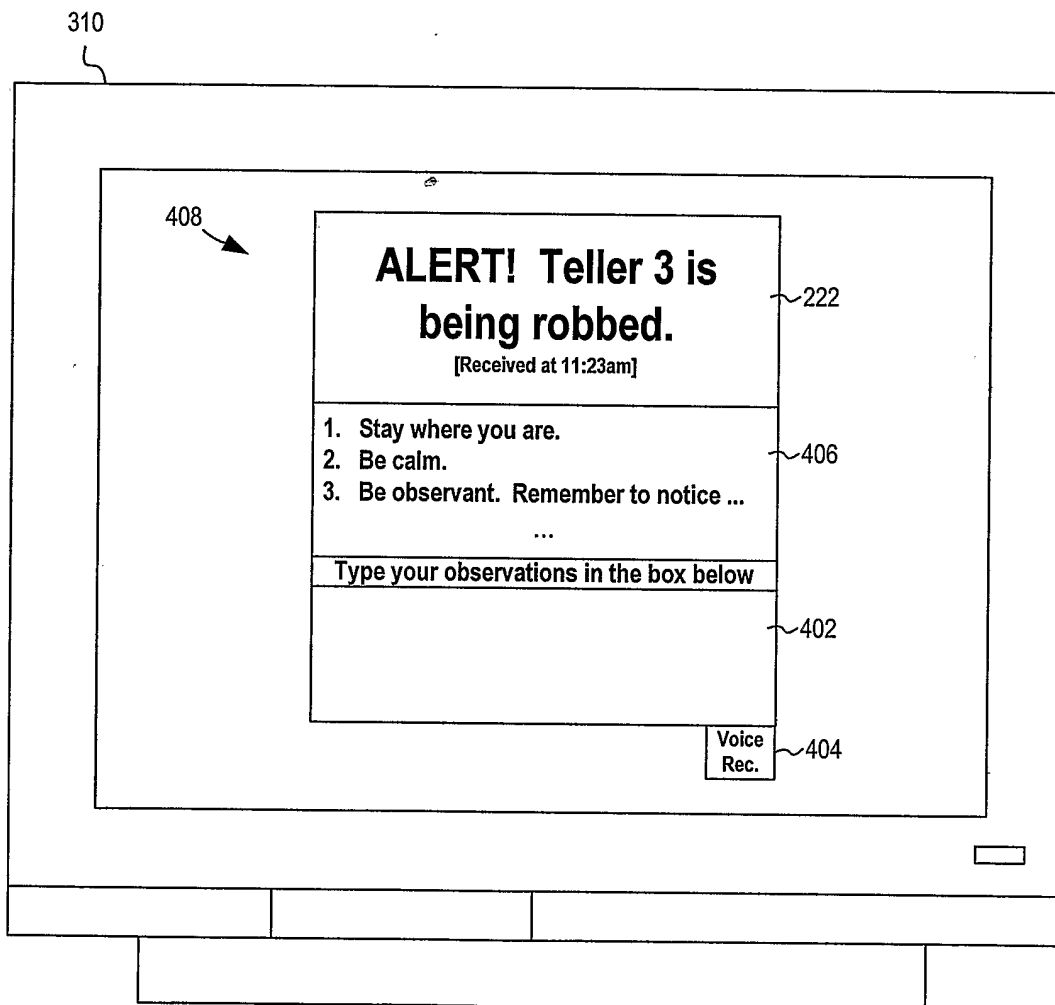 310
408
ALERT! Teller 3 is
being robbed.
[Received at 11:23am]
222
1. Stay where you are.
2. Be calm.
3. Be observant. Remember to notice ...
...
406
Type your observations in the box below
402
Voice
Rec.
404